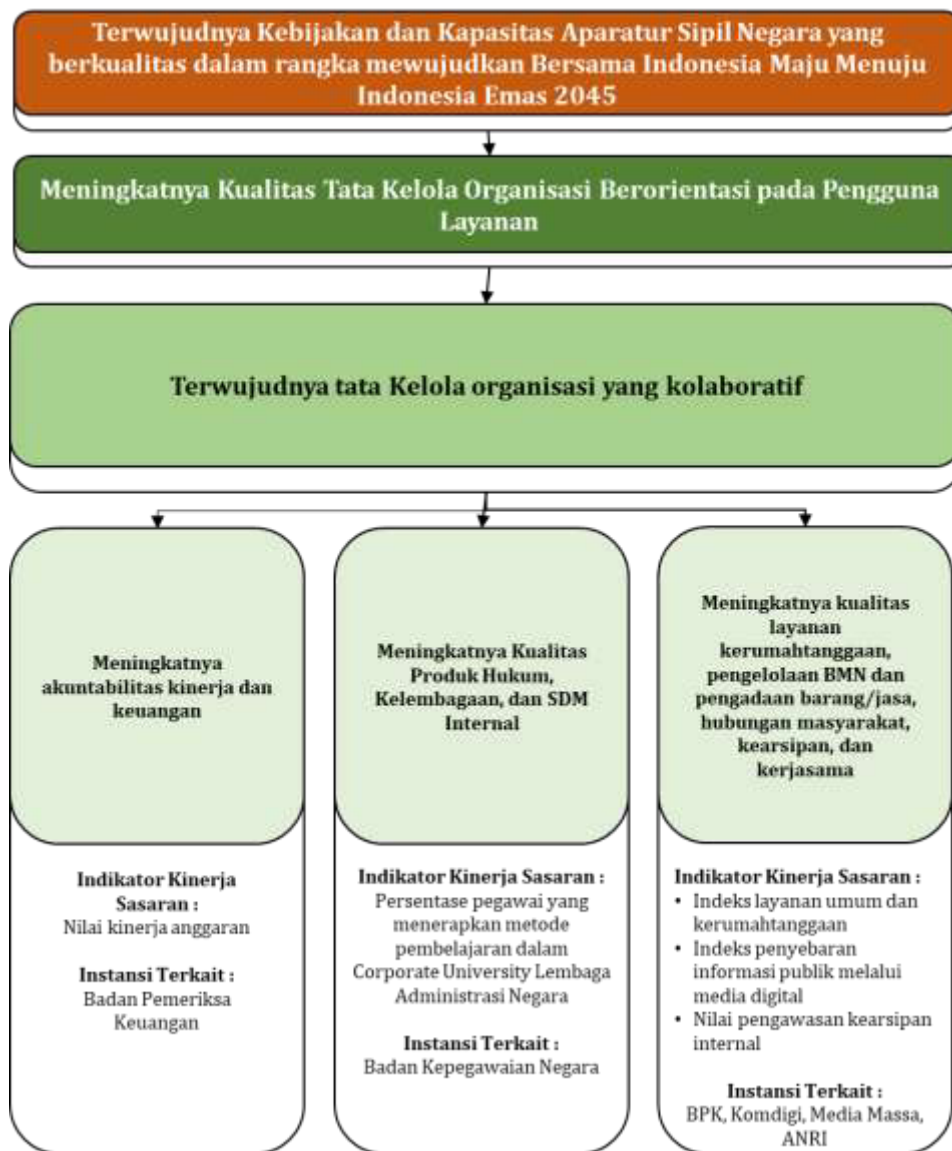 Terwujudnya Kebijakan dan Kapasitas Aparatur Sipil Negara yang
berkualitas dalam rangka mewujudkan Bersama Indonesia Maju Menuju
Indonesia Emas 2045
Meningkatnya Kualitas Tata Kelola Organisasi Berorientasi pada Pengguna
Layanan
Terwujudnya tata Kelola organisasi yang kolaboratif
Meningkatnya
akuntabilitas kinerja dan
keuangan
Indikator Kinerja
Sasaran :
Nilai kinerja anggaran
Instansi Terkait :
Badan Pemeriksa
Keuangan
Meningkatnya Kualitas
Produk Hukum,
Kelembagaan, dan SDM
Internal
Indikator Kinerja Sasaran :
Persentase pegawai yang
menerapkan metode
pembelajaran dalam
Corporate University Lembaga
Administrasi Negara
Instansi Terkait :
Badan Kepegawaian Negara
Meningkatnya kualitas
layanan
kerumahtanggaan,
pengelolaan BMN dan
pengadaan barang/jasa,
hubungan masyarakat,
kearsipan, dan
kerjasama
Indikator Kinerja Sasaran :
• Indeks layanan umum dan
kerumahtanggaan
• Indeks penyebaran
informasi publik melalui
media digital
• Nilai pengawasan kearsipan
internal
Instansi Terkait :
BPK, Komdigi, Media Massa,
ANRI